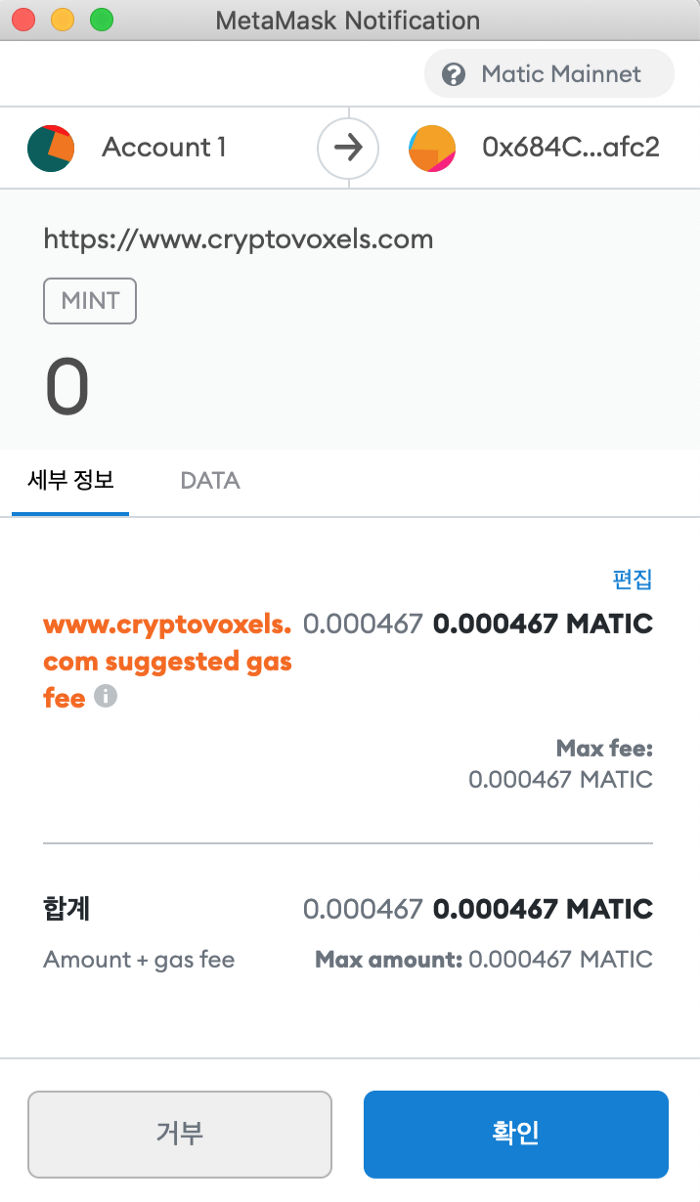 MetaMask Notification
Matic Mainnet
Account 1
0x684C...afc2
https://www.cryptovoxels.com
MINT
0
세부 정보 DATA
편집
www.cryptovoxels. 0.000467 0.000467 MATIC
com suggested gas
fee
Max fee:
0.000467 MATIC
합계 0.000467 0.000467 MATIC
Amount + gas fee Max amount: 0.000467 MATIC
거부 확인